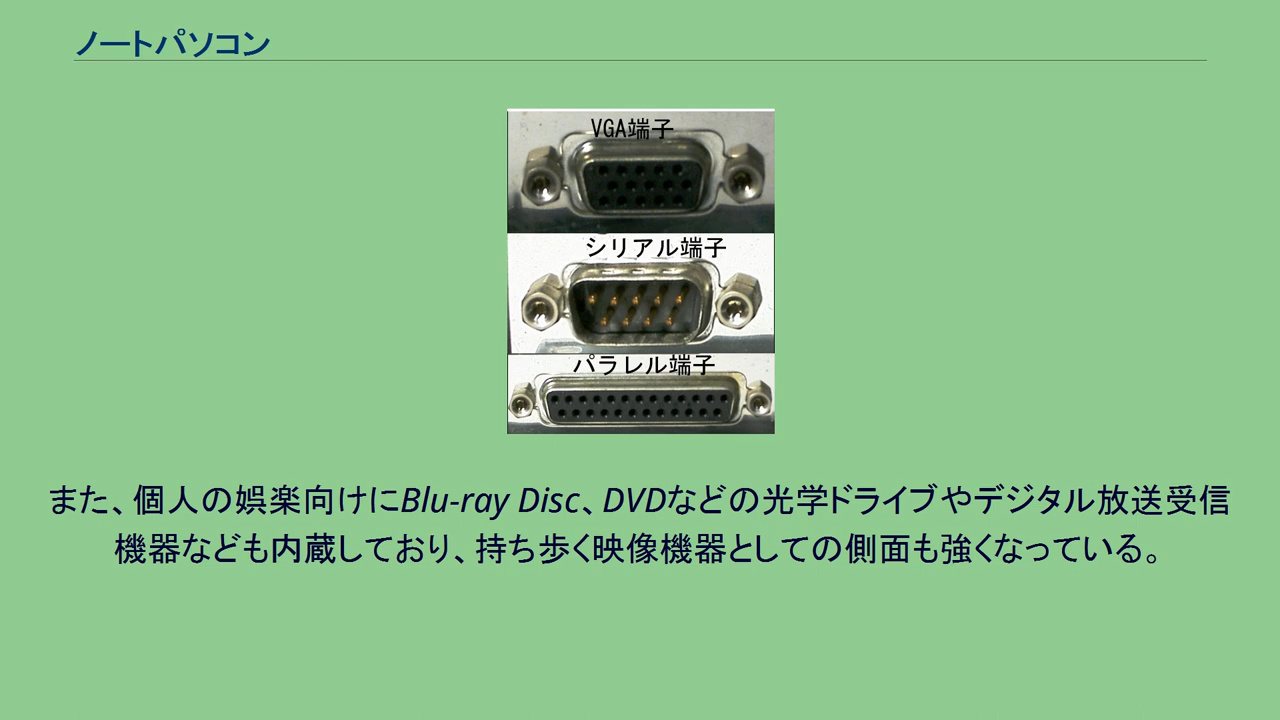 ノートパソコン
VGA端子
シリアル端子
パラレル端子
また、個人の娯楽向けにBlu-ray Disc、DVDなどの光学ドライブやデジタル放送受信
機器なども内蔵しており、持ち歩く映像機器としての側面も強くなっている。